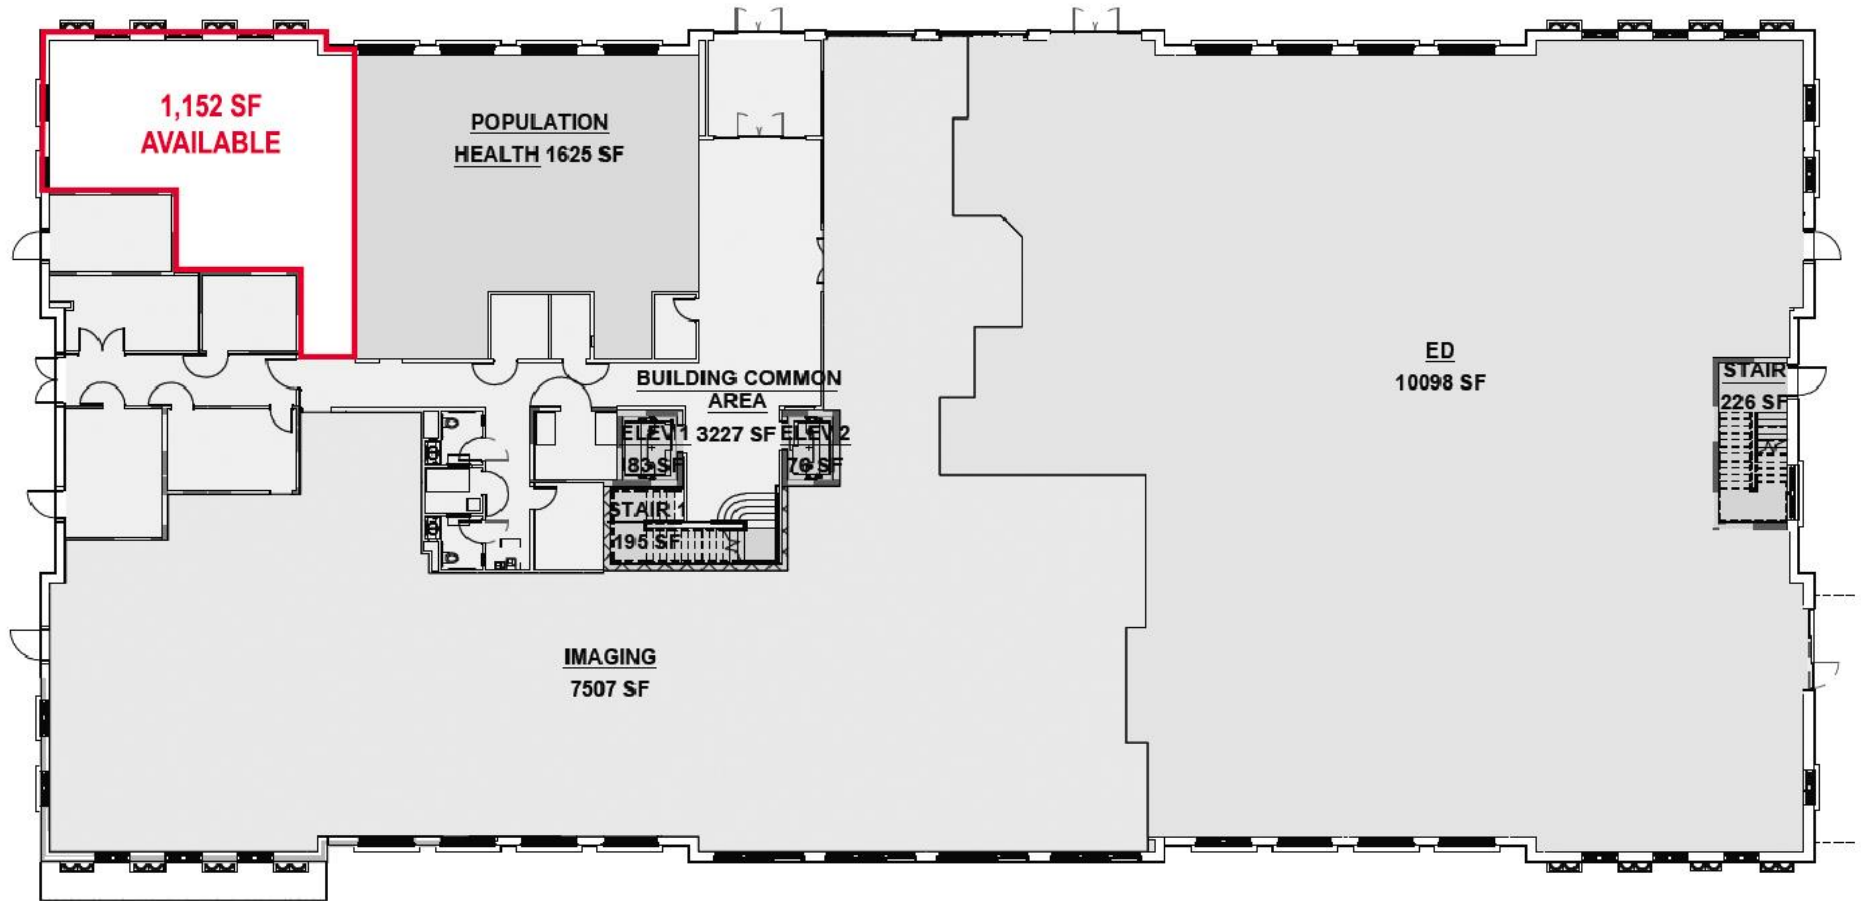 1,152 SF
AVAILABLE
POPULATION
HEALTH 1625 SF
ED
10098 SF
STAIR
226 SF
BUILDING COMMON
AREA
3227 SF
ELEV 1
83 SF
ELEV 2
76 SF
STAIR 1
195 SF
IMAGING
7507 SF